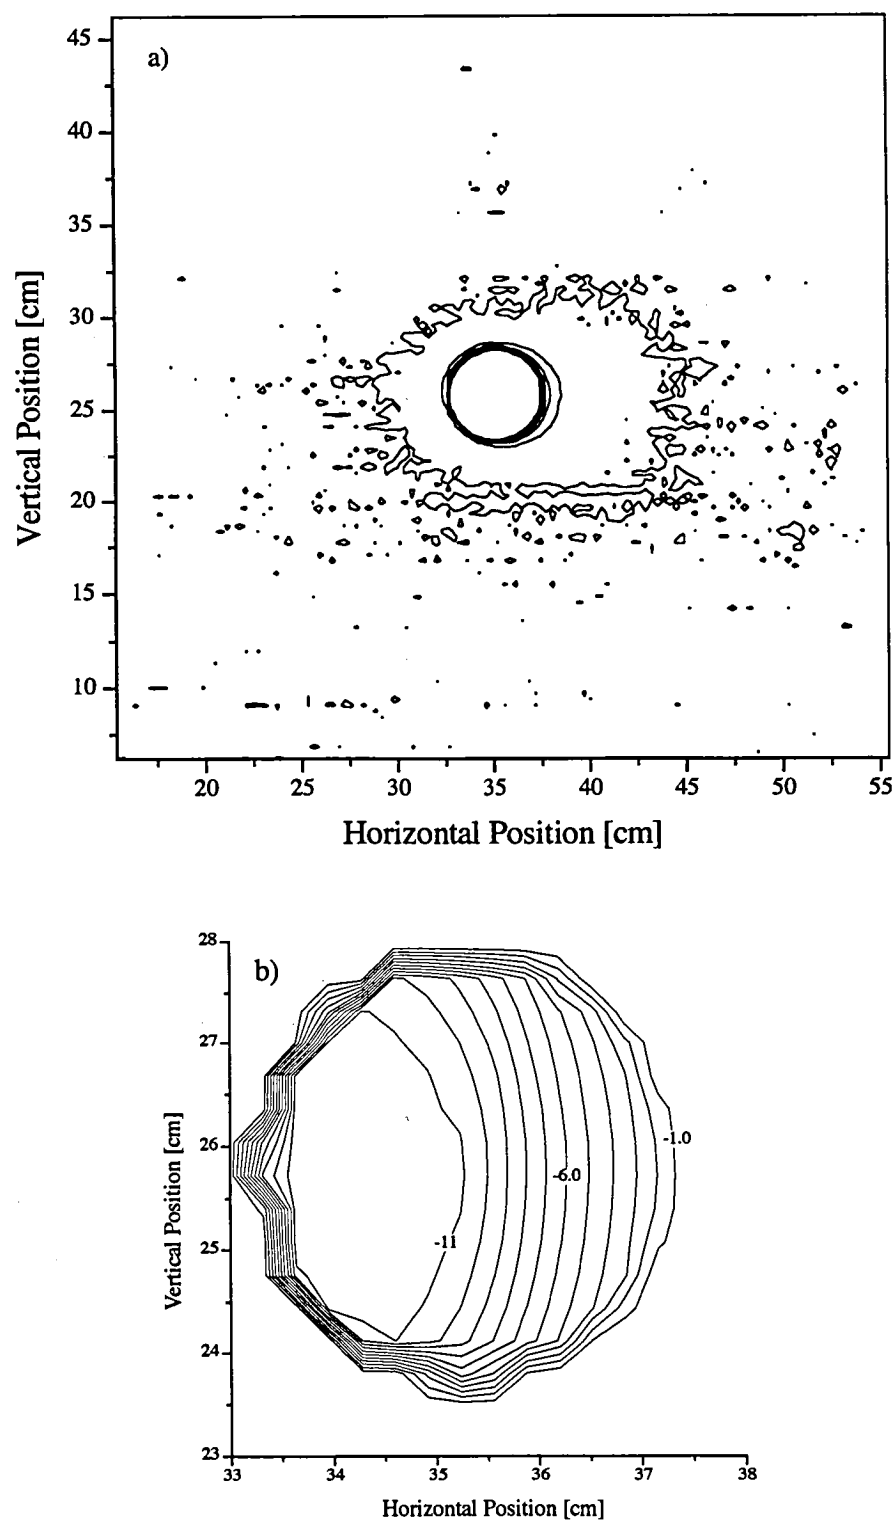 a)
45
40
35
30
25
20
15
10
Vertical Position [cm]
20 25 30 35 40 45 50 55
Horizontal Position [cm]
b)
28
27
26
25
24
23
Vertical Position [cm]
-1.0
-6.0
-11
33 34 35 36 37 38
Horizontal Position [cm]